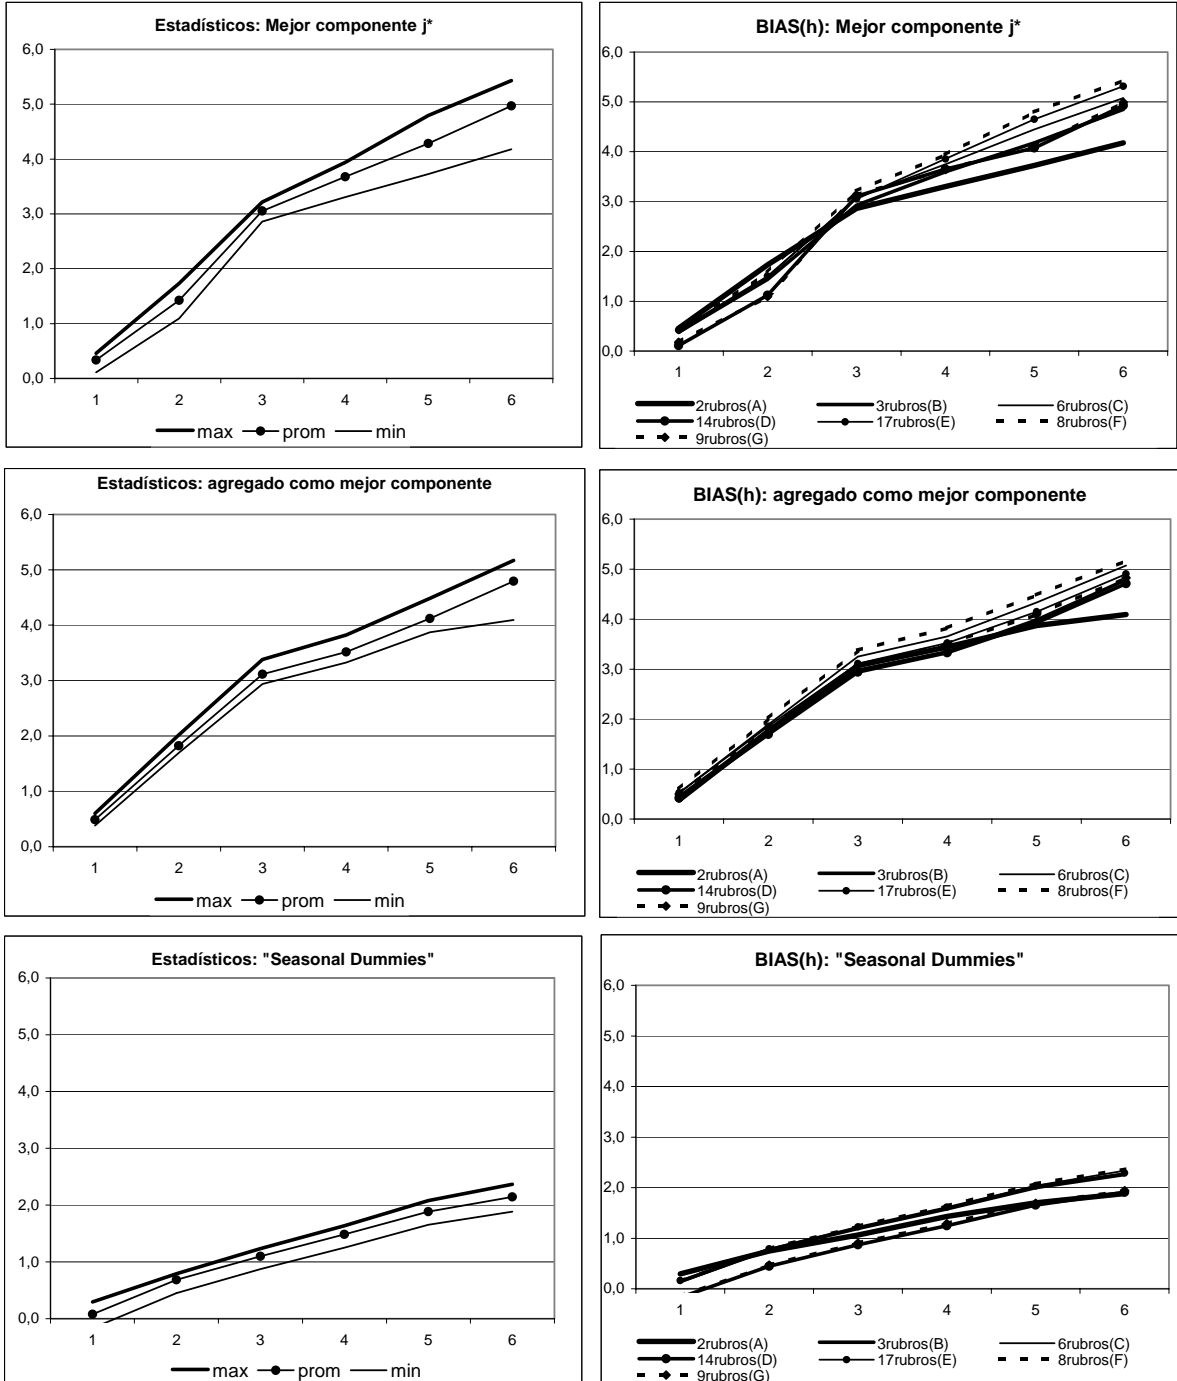 Estadísticos: Mejor componente j*
6,0
5,0
4,0
3,0
2,0
1,0
0,0
1 2 3 4 5 6
max prom min
BIAS(h): Mejor componente j*
6,0
5,0
4,0
3,0
2,0
1,0
0,0
1 2 3 4 5 6
2rubros(A) 3rubros(B) 6rubros(C)
14rubros(D) 17rubros(E) 8rubros(F)
9rubros(G)
Estadísticos: agregado como mejor componente
6,0
5,0
4,0
3,0
2,0
1,0
0,0
1 2 3 4 5 6
max prom min
BIAS(h): agregado como mejor componente
6,0
5,0
4,0
3,0
2,0
1,0
0,0
1 2 3 4 5 6
2rubros(A) 3rubros(B) 6rubros(C)
14rubros(D) 17rubros(E) 8rubros(F)
9rubros(G)
Estadísticos: "Seasonal Dummies"
6,0
5,0
4,0
3,0
2,0
1,0
0,0
1 2 3 4 5 6
max prom min
BIAS(h): "Seasonal Dummies"
6,0
5,0
4,0
3,0
2,0
1,0
0,0
1 2 3 4 5 6
2rubros(A) 3rubros(B) 6rubros(C)
14rubros(D) 17rubros(E) 8rubros(F)
9rubros(G)